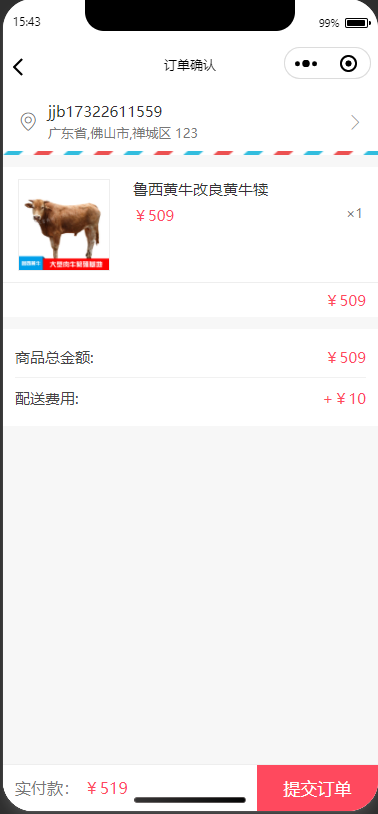 15:43
99%
订单确认
jjb17322611559
广东省,佛山市,禅城区 123
鲁西黄牛改良黄牛犊
￥509
×1
￥509
商品总金额:
￥509
配送费用:
+￥10
实付款：
￥519
提交订单